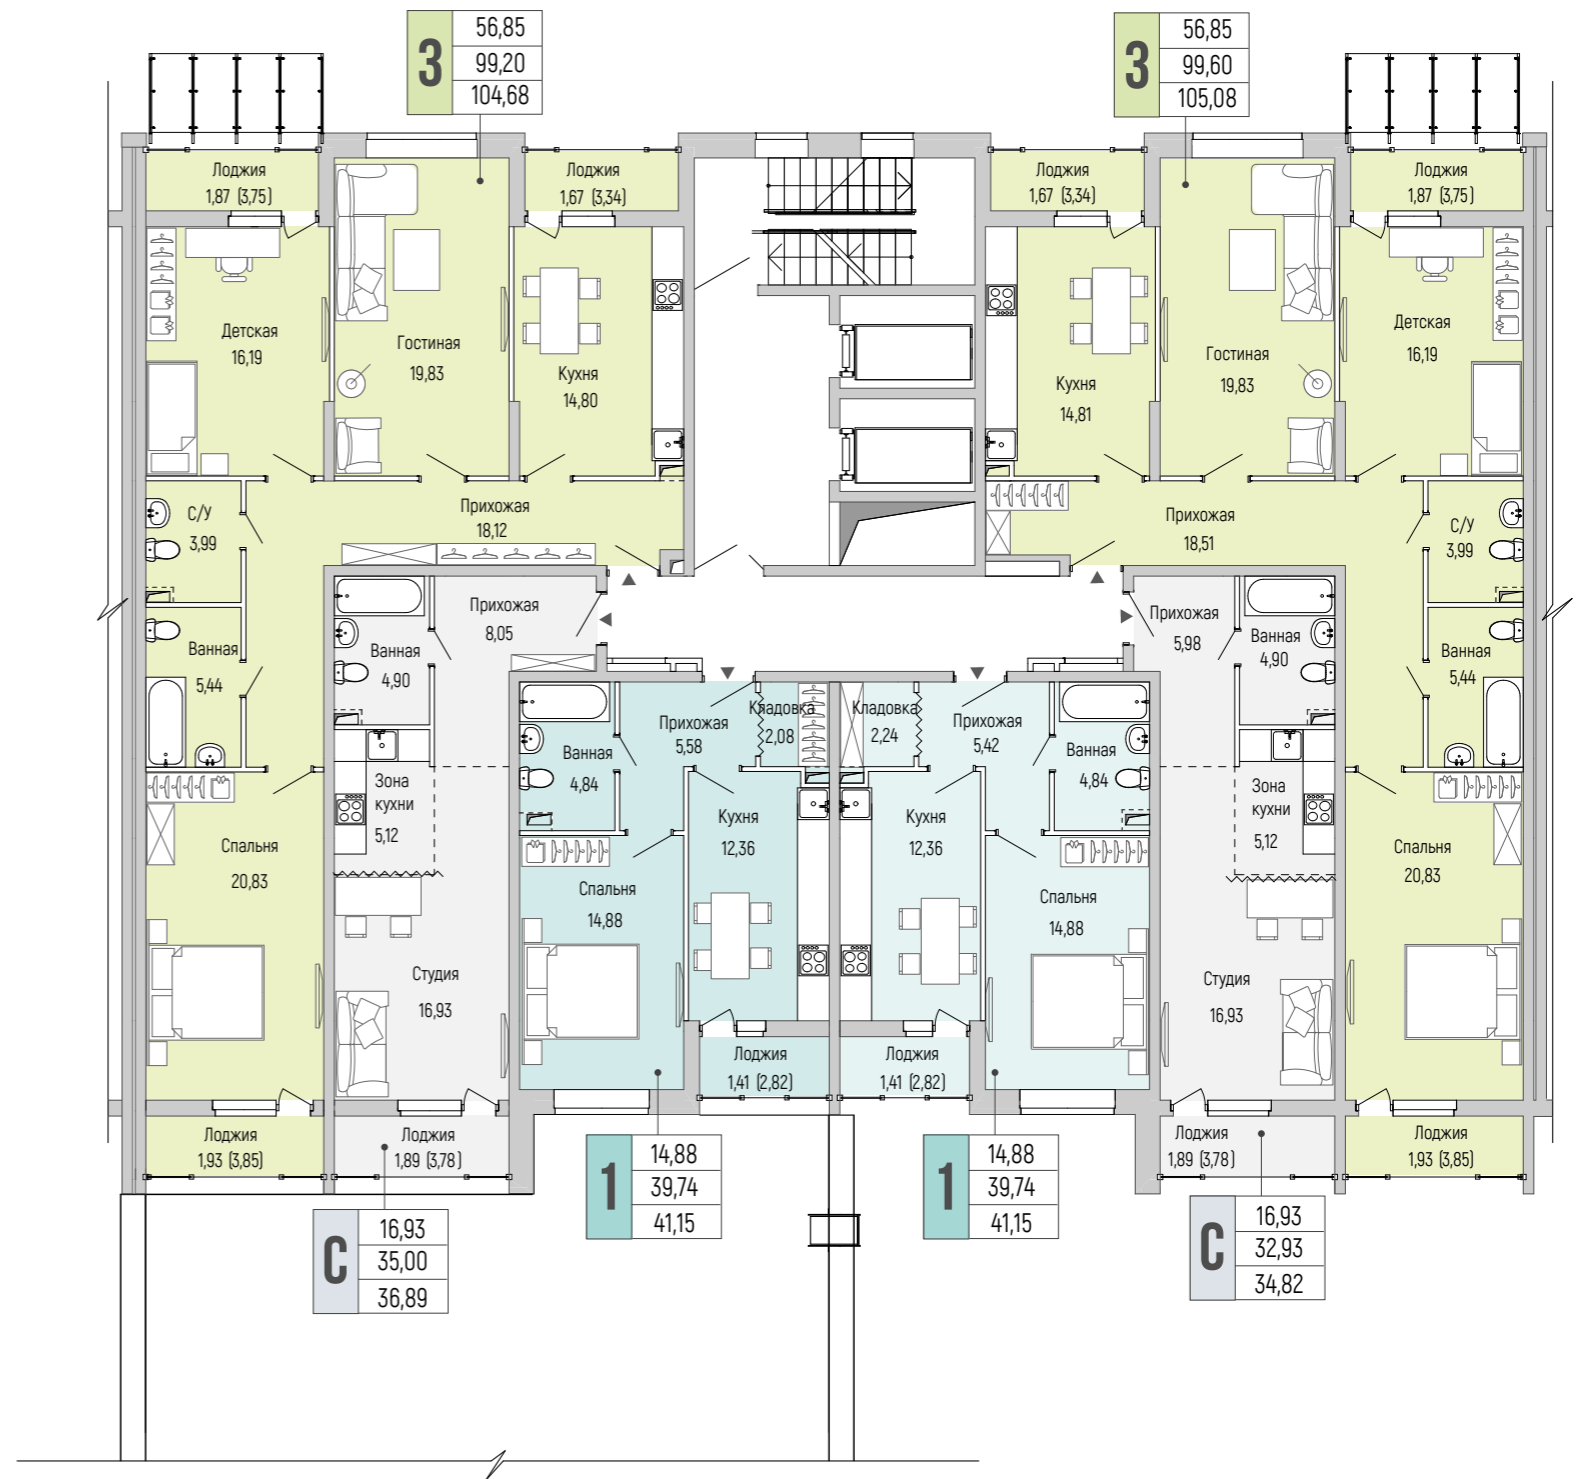 3
56,85
99,20
104,68
3
56,85
99,60
105,08
Лоджия
1,87 (3,75)
Лоджия
1,67 (3,34)
Лоджия
1,67 (3,34)
Лоджия
1,87 (3,75)
Детская
16,19
Гостиная
19,83
Кухня
14,80
Кухня
14,81
Гостиная
19,83
Детская
16,19
С/У
3,99
Прихожая
18,12
Прихожая
18,51
С/У
3,99
Ванная
5,44
Ванная
4,90
Прихожая
8,05
Прихожая
5,98
Ванная
4,90
Ванная
5,44
Ванная
4,84
Прихожая
5,58
Кладовка
2,08
Кладовка
2,24
Прихожая
5,42
Ванная
4,84
Спальня
20,83
Зона
кухни
5,12
Спальня
14,88
Кухня
12,36
Кухня
12,36
Спальня
14,88
Зона
кухни
5,12
Спальня
20,83
Студия
16,93
Студия
16,93
Лоджия
1,41 (2,82)
Лоджия
1,41 (2,82)
Лоджия
1,93 (3,85)
Лоджия
1,89 (3,78)
Лоджия
1,89 (3,78)
Лоджия
1,93 (3,85)
1
14,88
39,74
41,15
1
14,88
39,74
41,15
С
16,93
35,00
36,89
С
16,93
32,93
34,82